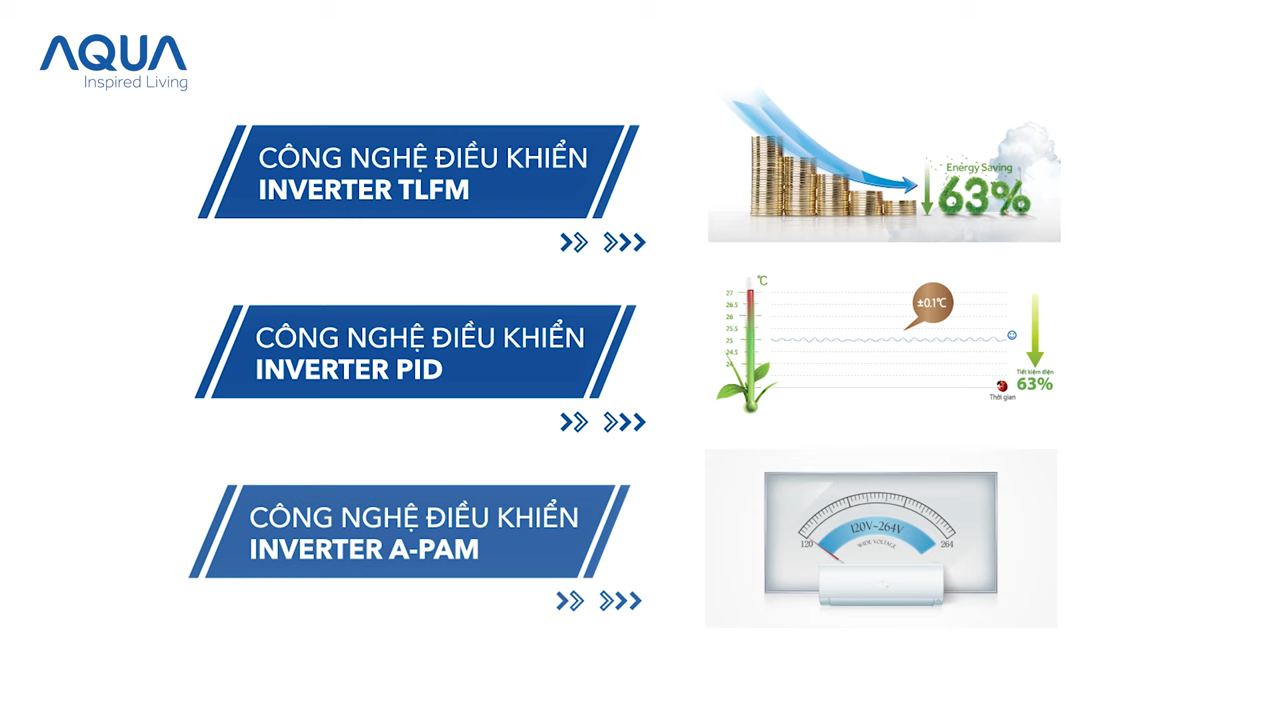 AQUA
Inspired Living
CÔNG NGHỆ ĐIỀU KHIỂN
INVERTER TLFM
Energy Saving
63%
CÔNG NGHỆ ĐIỀU KHIỂN
INVERTER PID
℃
27
26.5
26
25.5
25
24.5
24
±0.1℃
Tiết kiệm điện
63%
Thời gian
CÔNG NGHỆ ĐIỀU KHIỂN
INVERTER A-PAM
120V~264V
WIDE VOLTAGE
120
264